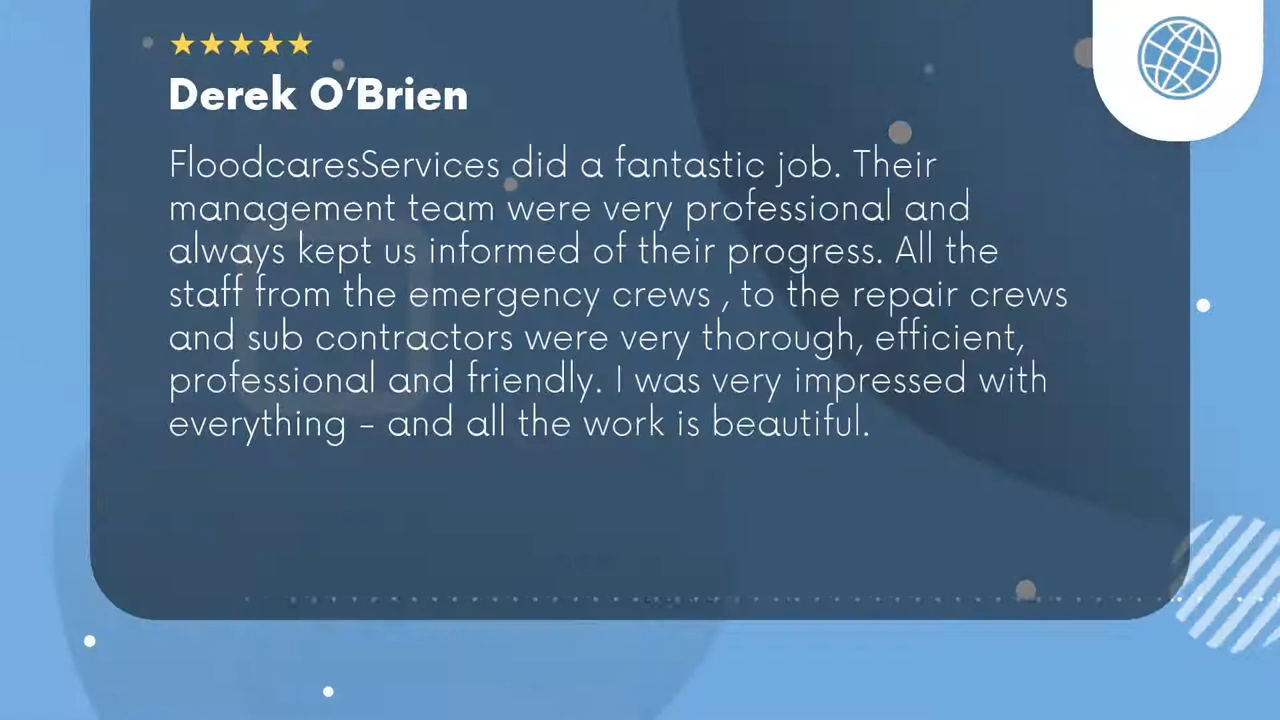 Derek O'Brien
FloodcaresServices did a fantastic job. Their
management team were very professional and
always kept us informed of their progress. All the
staff from the emergency crews , to the repair crews
and sub contractors were very thorough, efficient,
professional and friendly. I was very impressed with
everything – and all the work is beautiful.